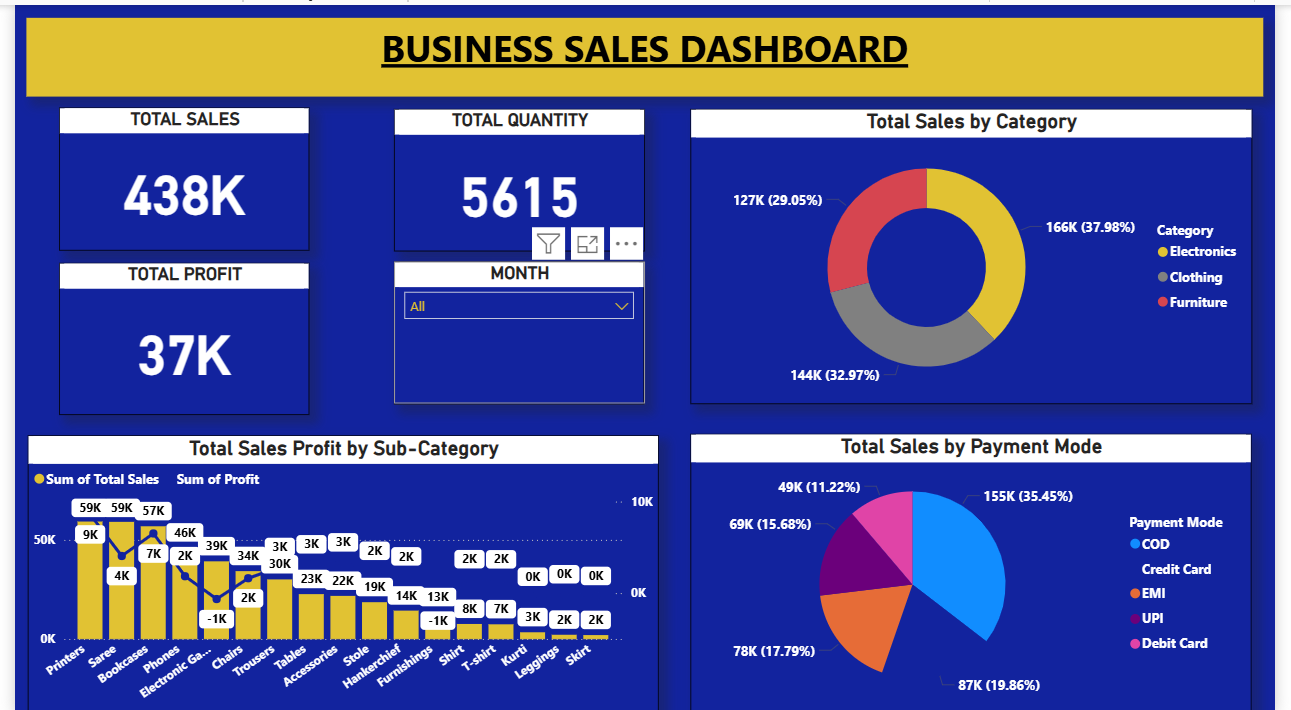 BUSINESS SALES DASHBOARD
TOTAL SALES
438K
TOTAL QUANTITY
5615
TOTAL PROFIT
37K
MONTH
All
Total Sales by Category
127K (29.05%)
166K (37.98%)
144K (32.97%)
Category
Electronics
Clothing
Furniture
Total Sales Profit by Sub-Category
Sum of Total Sales Sum of Profit
10K
50K
0K
0K
59K 59K 57K 46K 39K 34K 30K 23K 22K 19K 14K 13K 8K 7K 3K 2K 2K
9K 4K 7K 2K -1K 2K 3K 3K 3K 2K 2K -1K 2K 2K 0K 0K 0K
Printers
Saree
Bookcases
Phones
Electronic Ga...
Chairs
Trousers
Tables
Accessories
Stole
Hankerchief
Furnishings
Shirt
T-shirt
Kurti
Leggings
Skirt
Total Sales by Payment Mode
49K (11.22%)
155K (35.45%)
69K (15.68%)
78K (17.79%)
87K (19.86%)
Payment Mode
COD
Credit Card
EMI
UPI
Debit Card